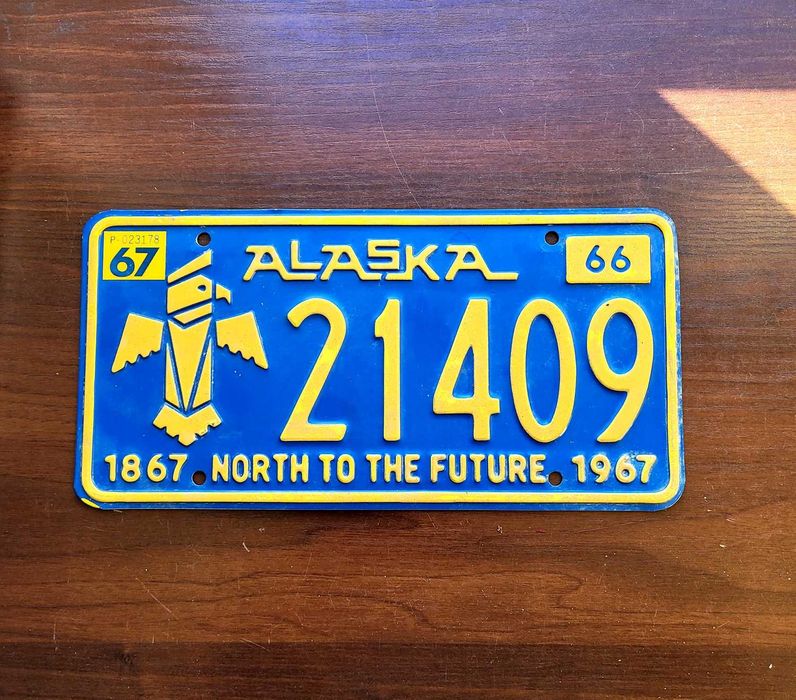 P-023178
67
ALASKA
66
21409
1867 NORTH TO THE FUTURE 1967